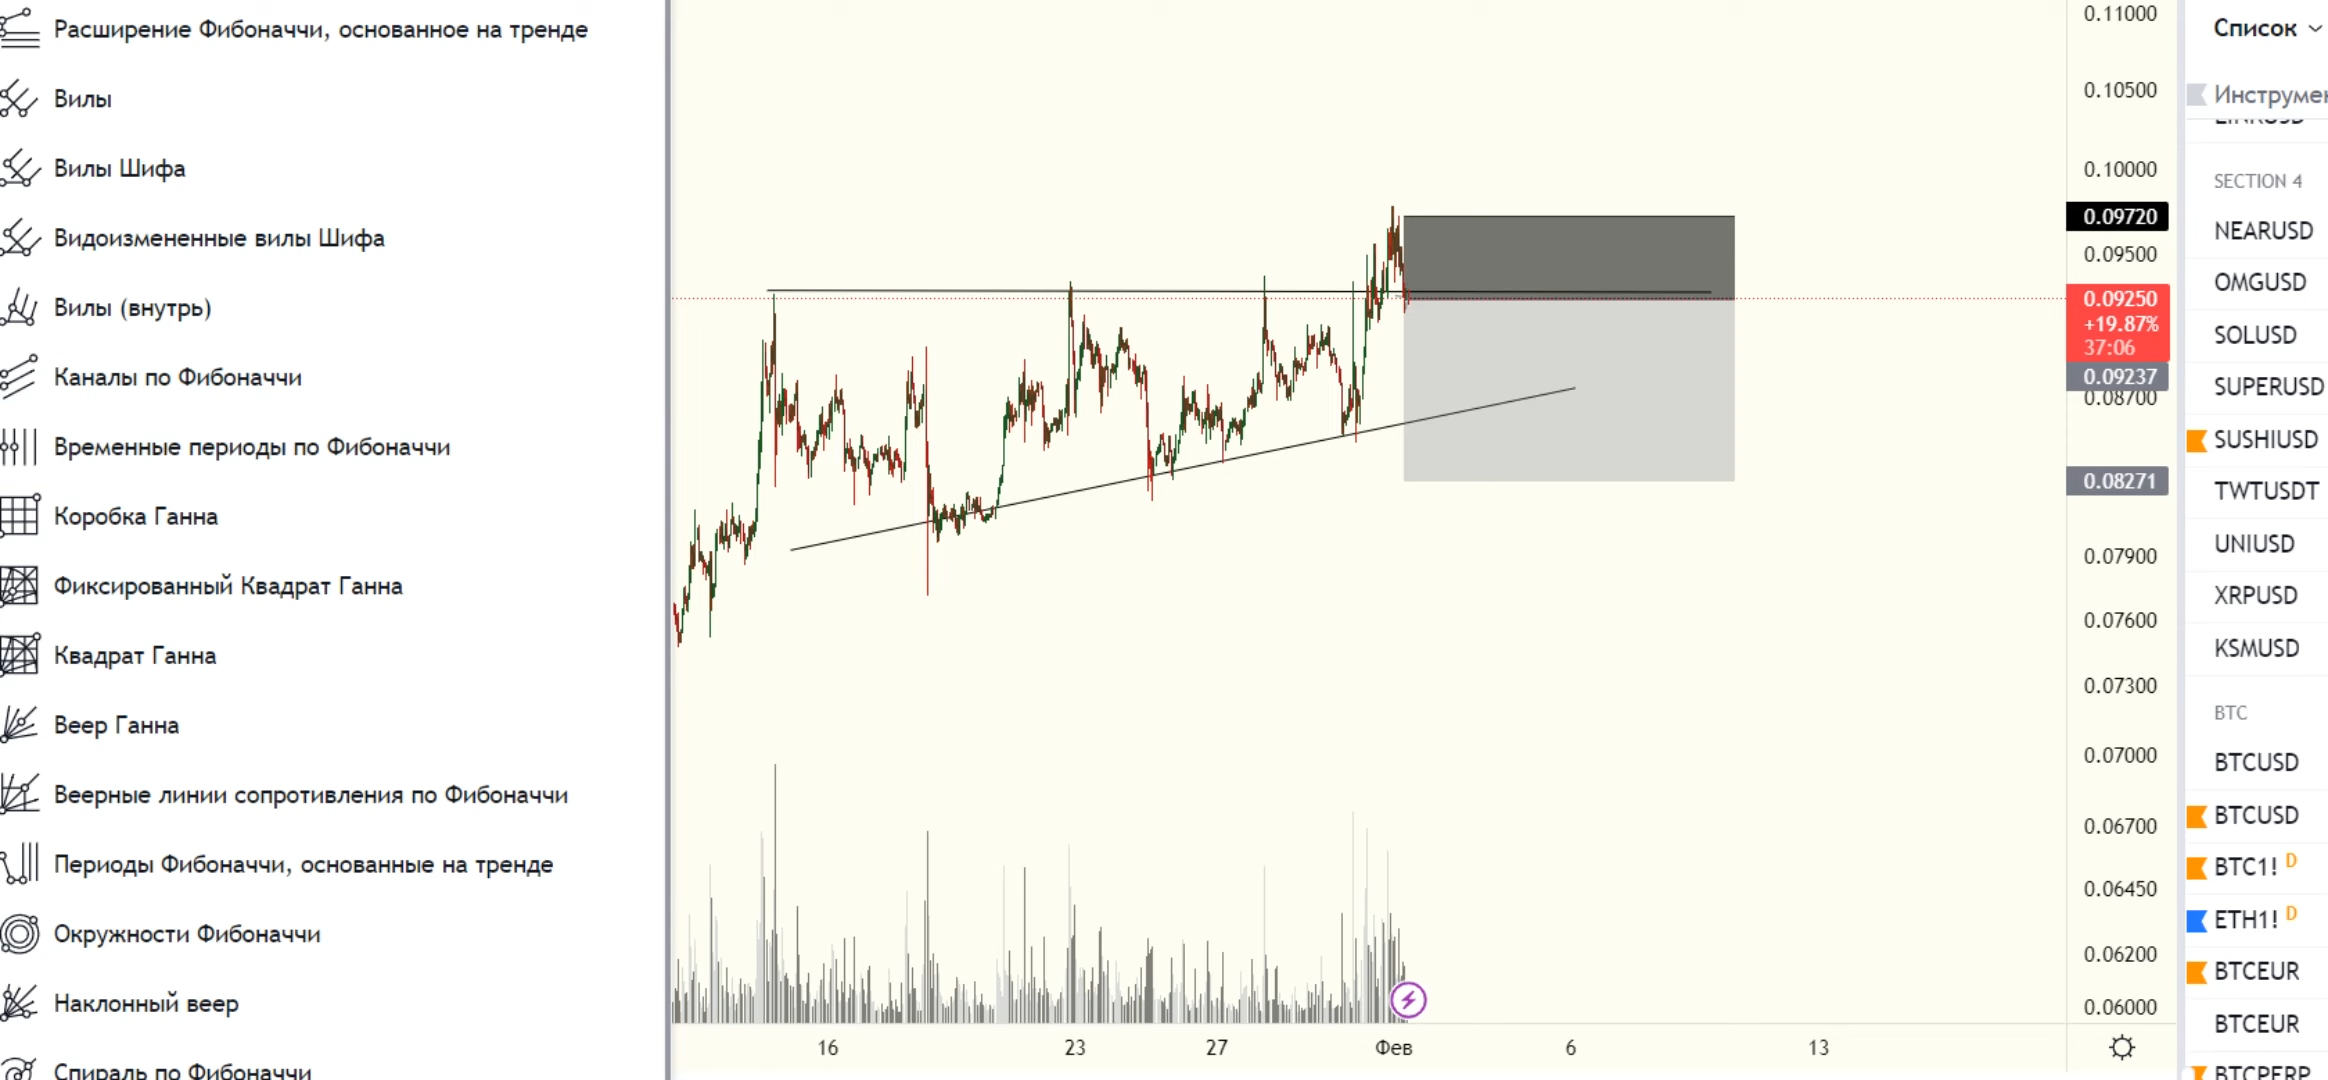 Расширение Фибоначчи, основанное на тренде
Вилы
Вилы Шифа
Видоизмененные вилы Шифа
Вилы (внутрь)
Каналы по Фибоначчи
Временные периоды по Фибоначчи
Коробка Ганна
Фиксированный Квадрат Ганна
Квадрат Ганна
Веер Ганна
Веерные линии сопротивления по Фибоначчи
Периоды Фибоначчи, основанные на тренде
Окружности Фибоначчи
Наклонный веер
Спираль по Фибоначчи
16
23
27
Фев
6
13
0.11000
0.10500
0.10000
0.09720
0.09500
0.09250
+19.87%
37:06
0.09237
0.08700
0.08271
0.07900
0.07600
0.07300
0.07000
0.06700
0.06450
0.06200
0.06000
Список
Инструмен
LINKUSD
SECTION 4
NEARUSD
OMGUSD
SOLUSD
SUPERUSD
SUSHIUSD
TWTUSDT
UNIUSD
XRPUSD
KSMUSD
BTC
BTCUSD
BTCUSD
BTC1! D
ETH1! D
BTCEUR
BTCEUR
BTCPERP